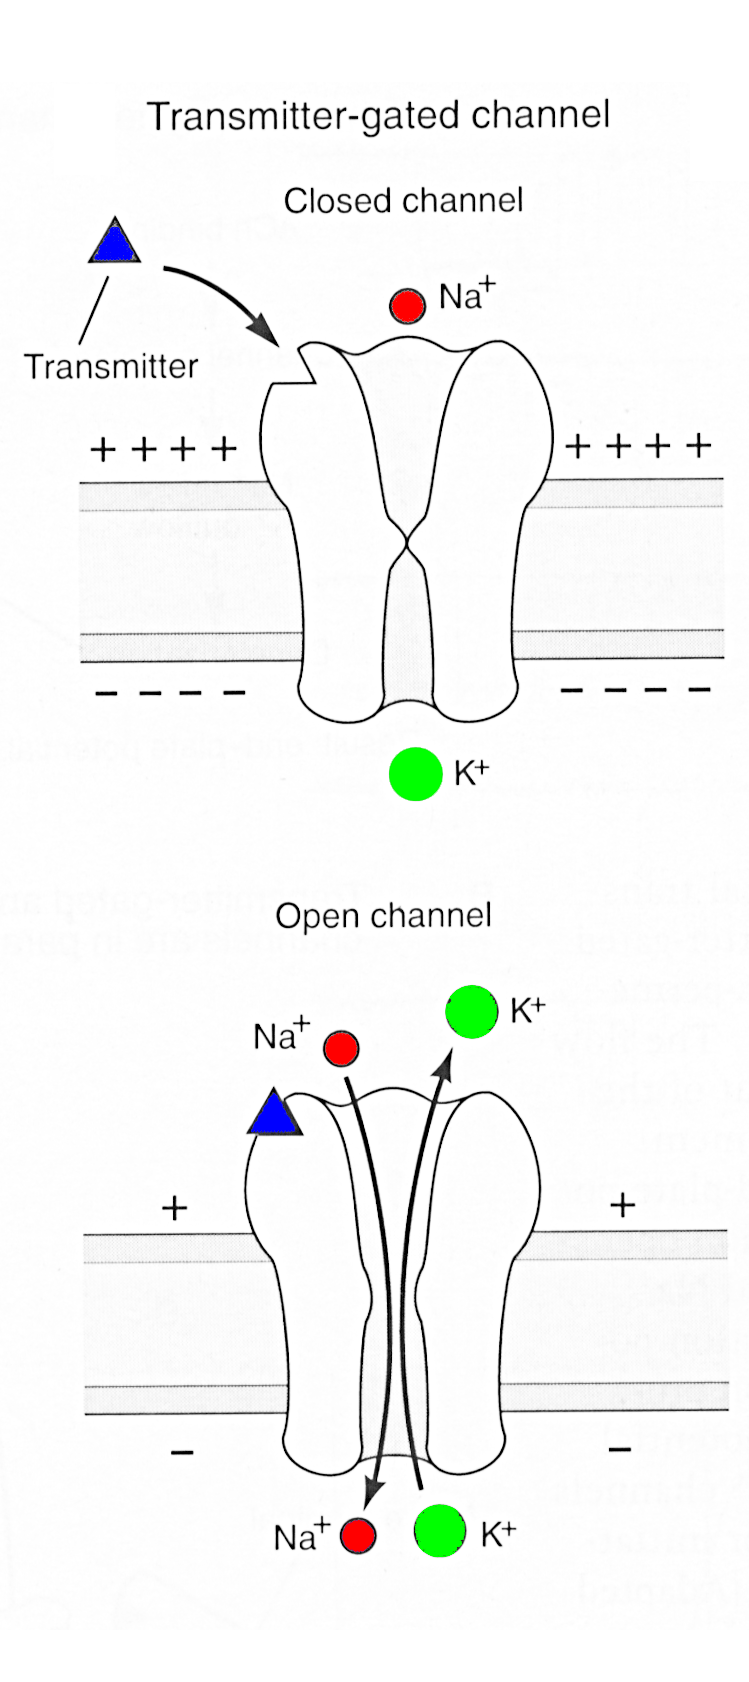 Transmitter-gated channel
Closed channel
Na+
Transmitter
+ + + + + + + +
– – – – – – – –
K+
Open channel
K+
Na+
+ +
– –
Na+ K+